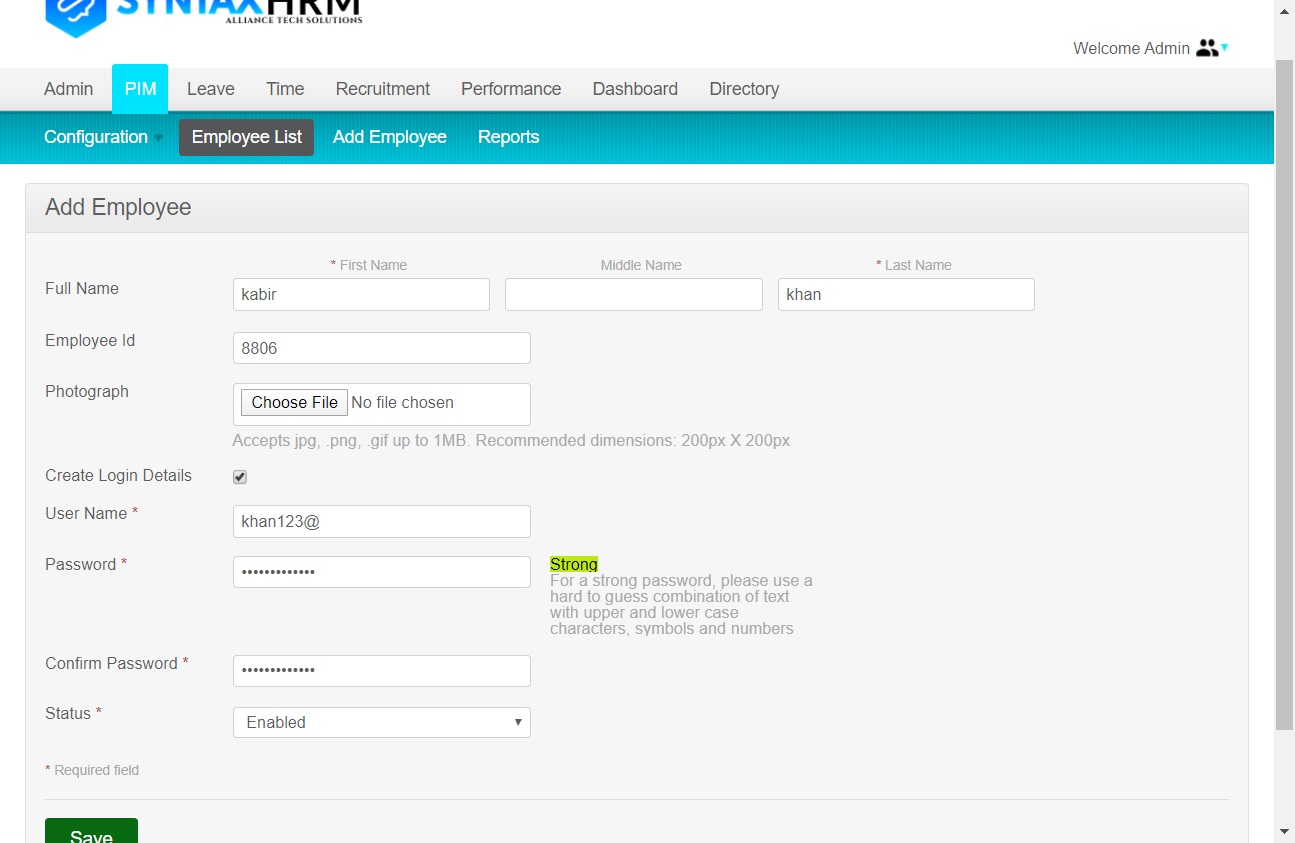 SYNTAXHRM
ALLIANCE TECH SOLUTIONS
Welcome Admin
Admin PIM Leave Time Recruitment Performance Dashboard Directory
Configuration Employee List Add Employee Reports
Add Employee
* First Name Middle Name * Last Name
Full Name kabir khan
Employee Id 8806
Photograph Choose File No file chosen
Accepts jpg, .png, .gif up to 1MB. Recommended dimensions: 200px X 200px
Create Login Details
User Name * khan123@
Password * ••••••••••••• Strong
For a strong password, please use a
hard to guess combination of text
with upper and lower case
characters, symbols and numbers
Confirm Password * •••••••••••••
Status * Enabled
* Required field
Save